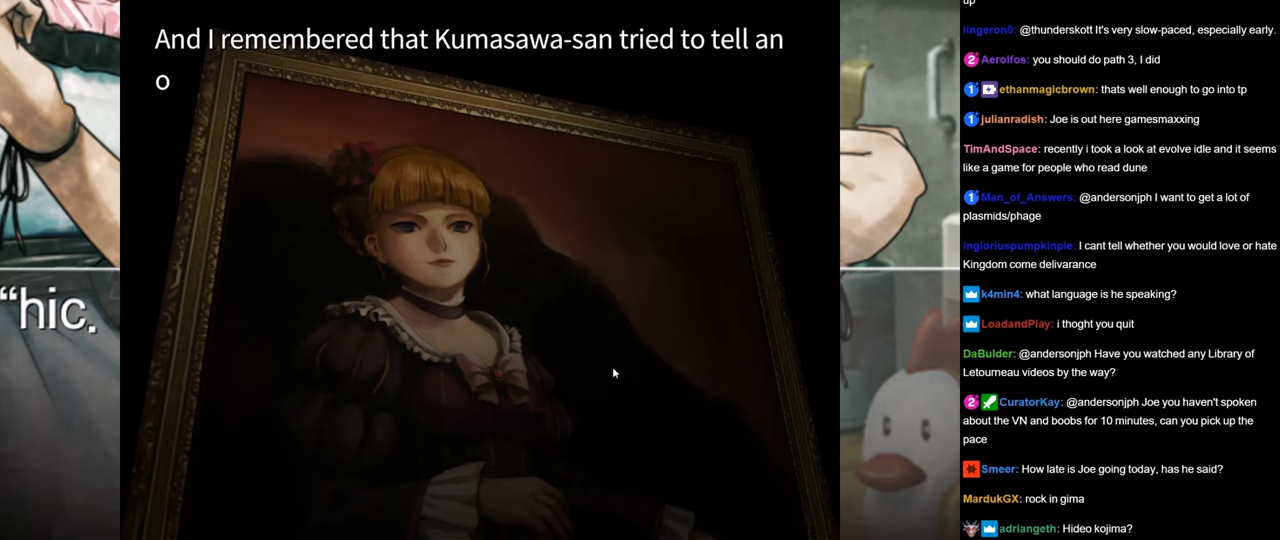 And I remembered that Kumasawa-san tried to tell an
o
“hic.
up
lingeron0: @thunderskott It's very slow-paced, especially early.
2 Aerolfos: you should do path 3, I did
1 ethanmagicbrown: thats well enough to go into tp
1 julianradish: Joe is out here gamesmaxxing
TimAndSpace: recently i took a look at evolve idle and it seems
like a game for people who read dune
1 Man_of_Answers: @andersonjph I want to get a lot of
plasmids/phage
ingloriuspumpkinpie: I cant tell whether you would love or hate
Kingdom come delivarance
k4min4: what language is he speaking?
LoadandPlay: i thoght you quit
DaBulder: @andersonjph Have you watched any Library of
Letourneau videos by the way?
2 CuratorKay: @andersonjph Joe you haven't spoken
about the VN and boobs for 10 minutes, can you pick up the
pace
Smeer: How late is Joe going today, has he said?
MardukGX: rock in gima
adriangeth: Hideo kojima?